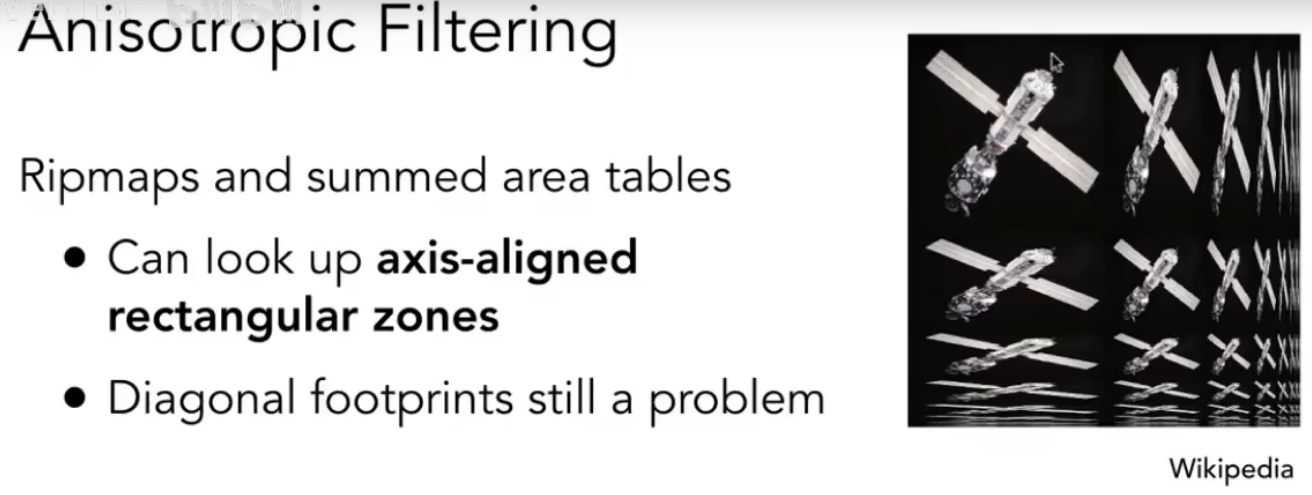 Anisotropic Filtering
Ripmaps and summed area tables
● Can look up axis-aligned
rectangular zones
● Diagonal footprints still a problem
Wikipedia